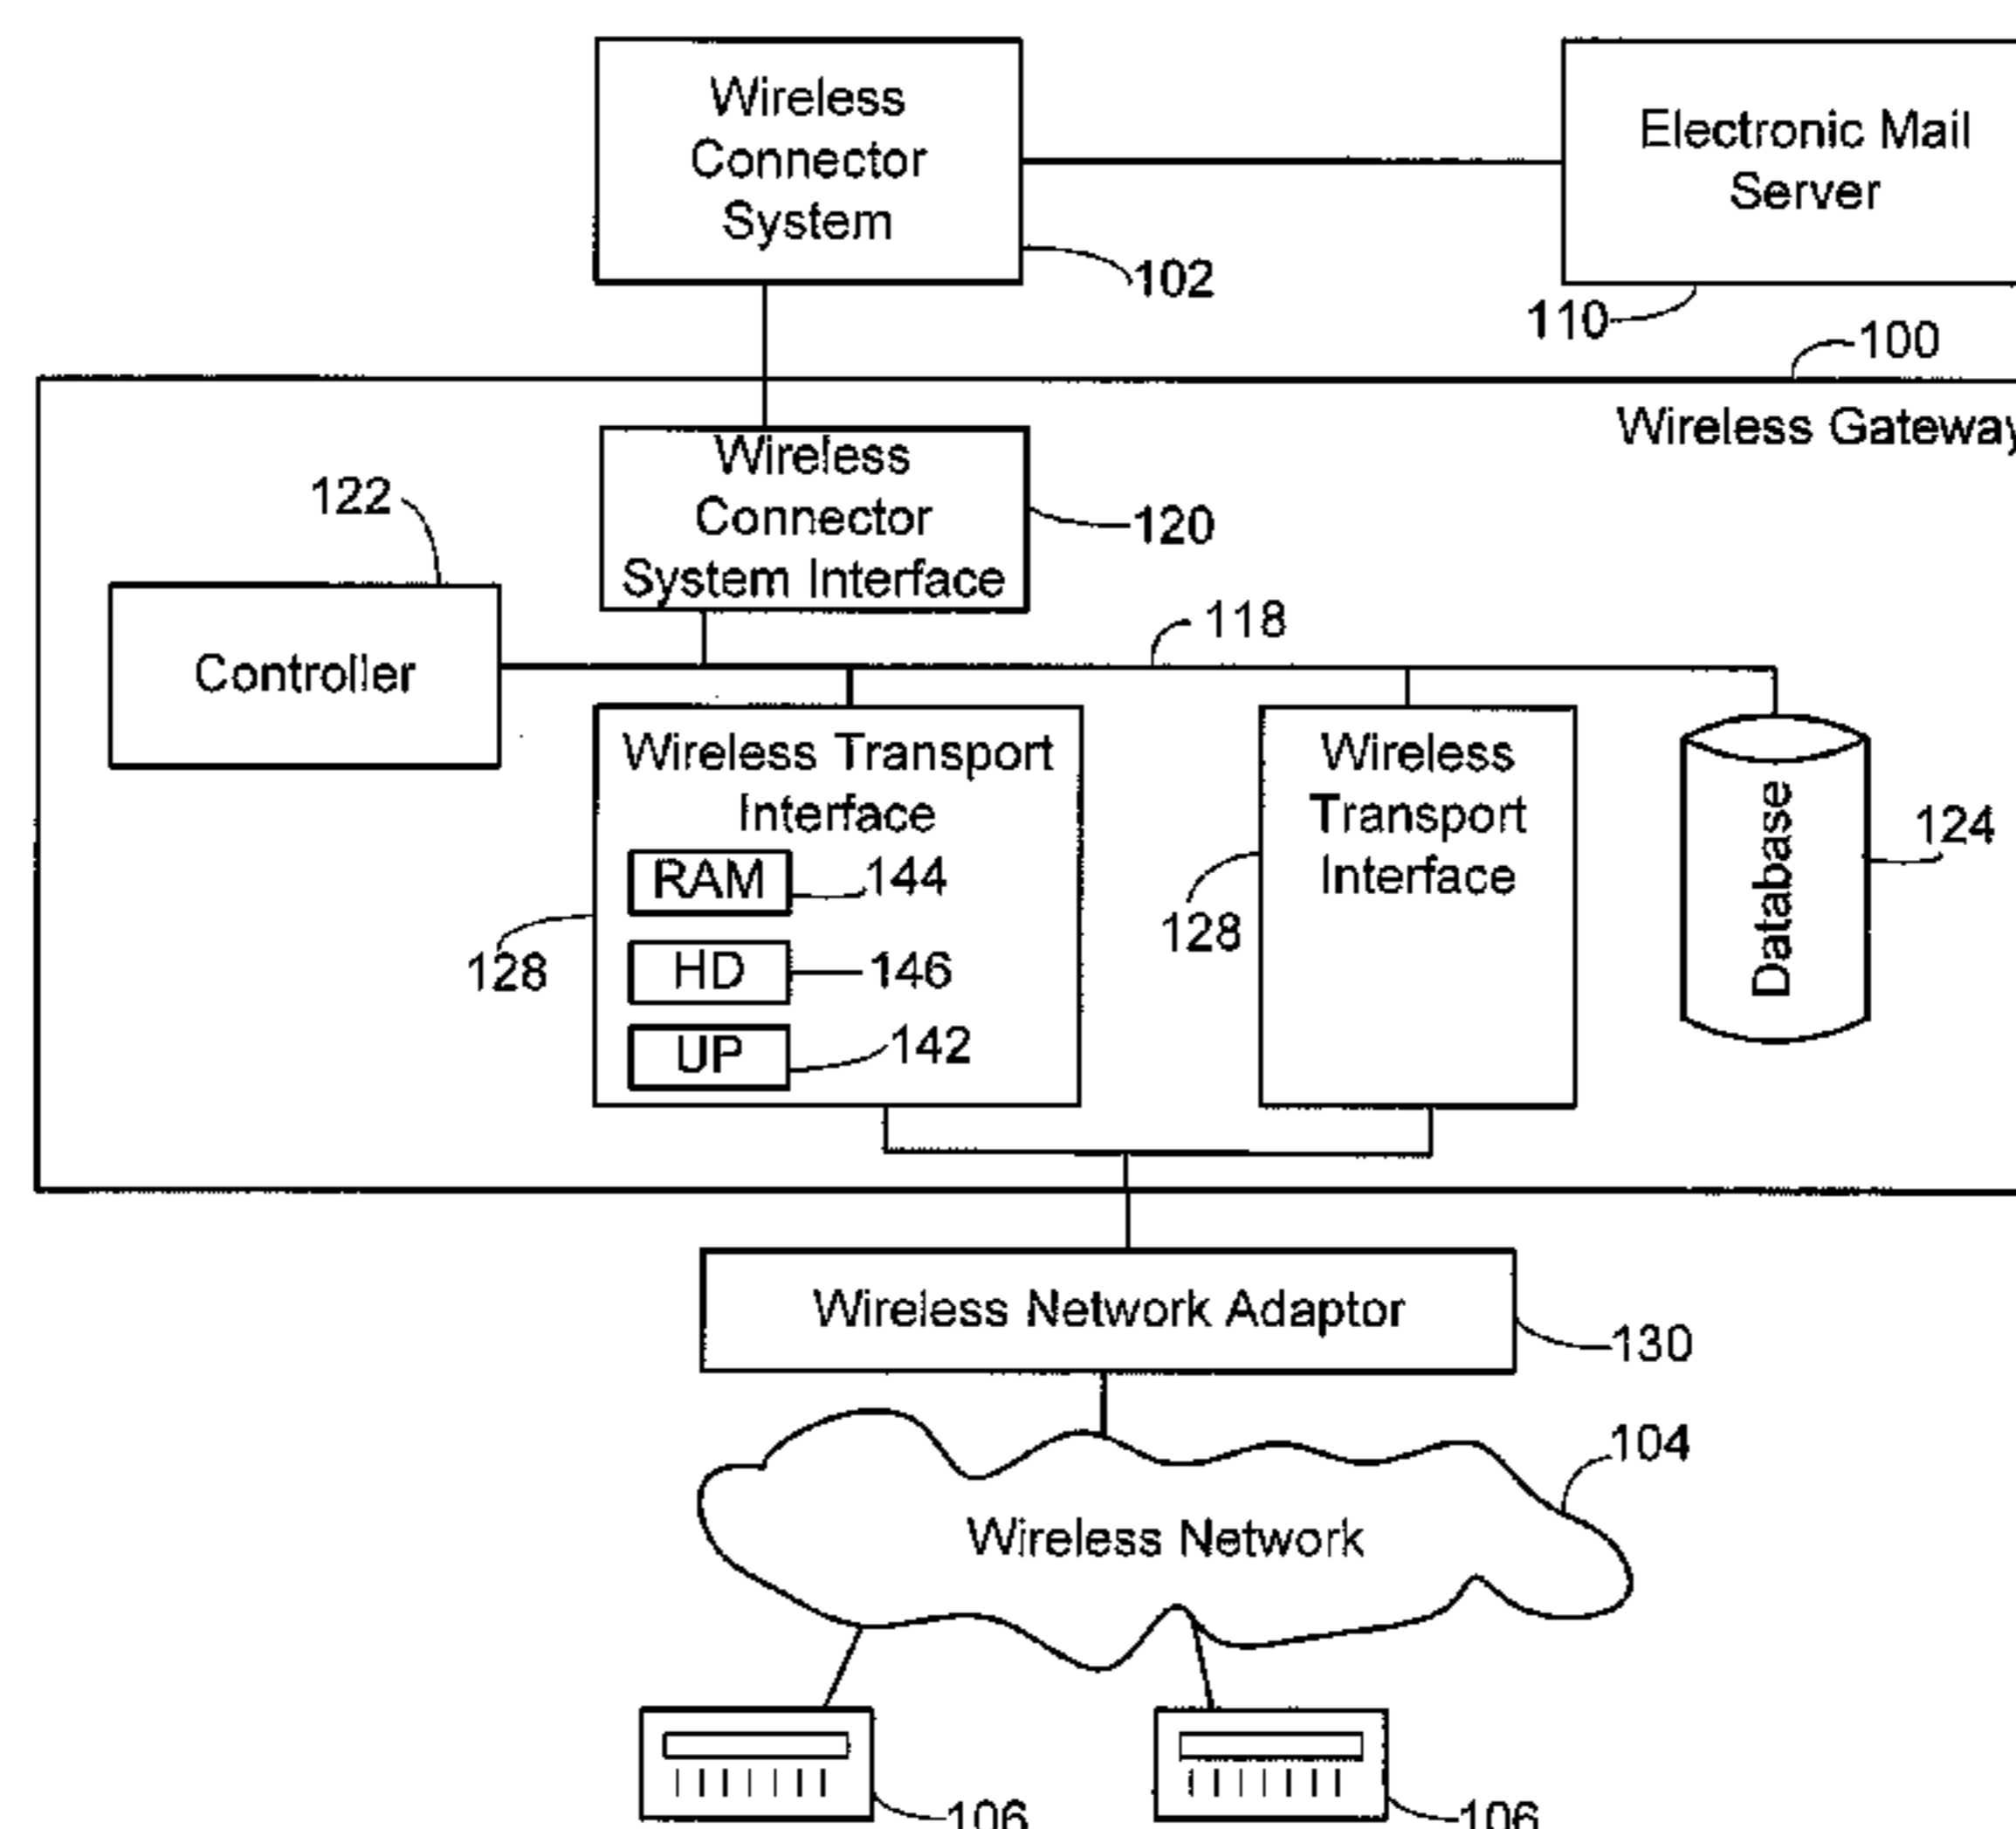 Wireless
Connector
System
102
Electronic Mail
Server
110
100
Wireless Gateway
Wireless
Connector
System Interface
120
122
Controller
118
Wireless Transport
Interface
RAM
144
HD
146
UP
142
128
Wireless
Transport
Interface
128
Database
124
Wireless Network Adaptor
130
104
Wireless Network
106
106